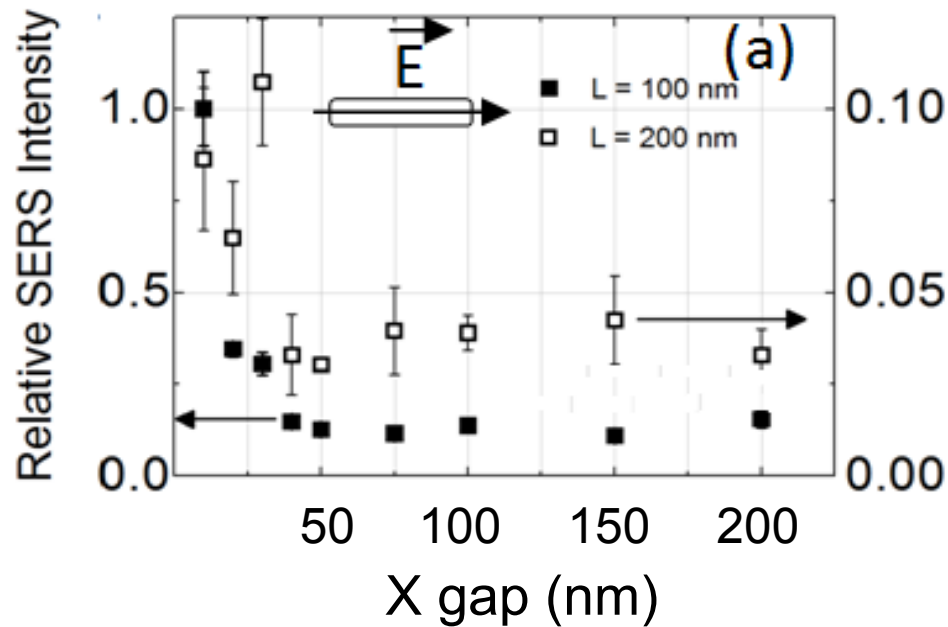 Relative SERS Intensity
(a)
E
L = 100 nm
L = 200 nm
1.0
0.5
0.0
0.10
0.05
0.00
50 100 150 200
X gap (nm)